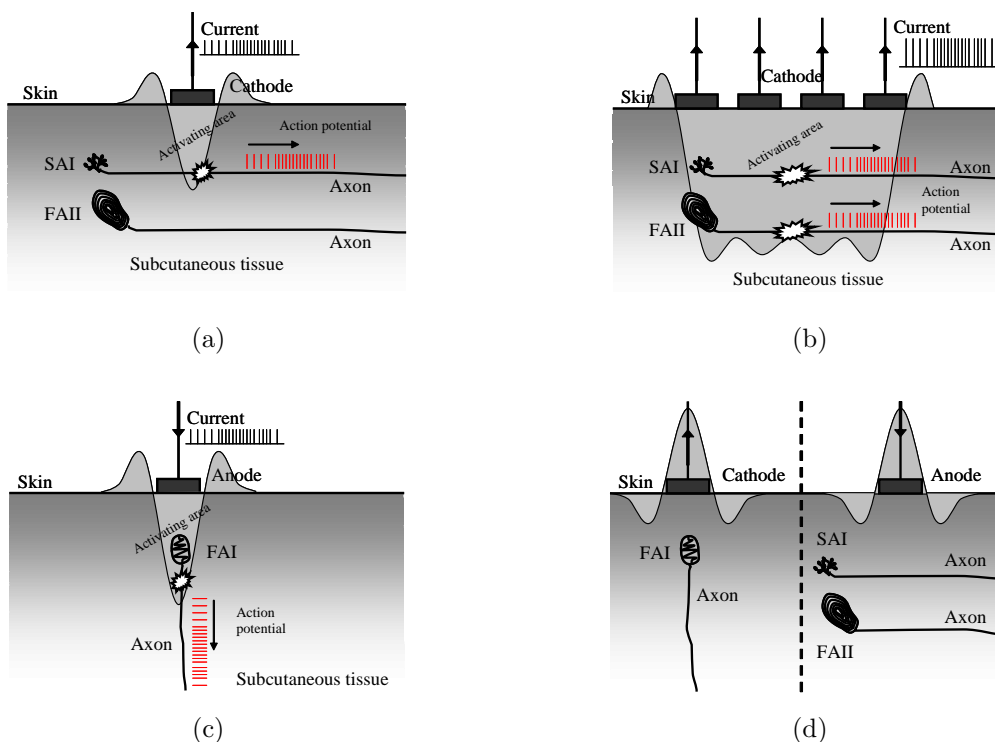 Current
Cathode
Skin
Activating area
Action potential
SAI
Axon
FAII
Axon
Subcutaneous tissue
(a)
Current
Cathode
Skin
Activating area
SAI
Axon
Action
potential
FAII
Axon
Subcutaneous tissue
(b)
Current
Anode
Skin
Activating area
FAI
Action
potential
Axon
Subcutaneous tissue
(c)
Skin
Cathode
Anode
FAI
SAI
Axon
Axon
Axon
FAII
(d)